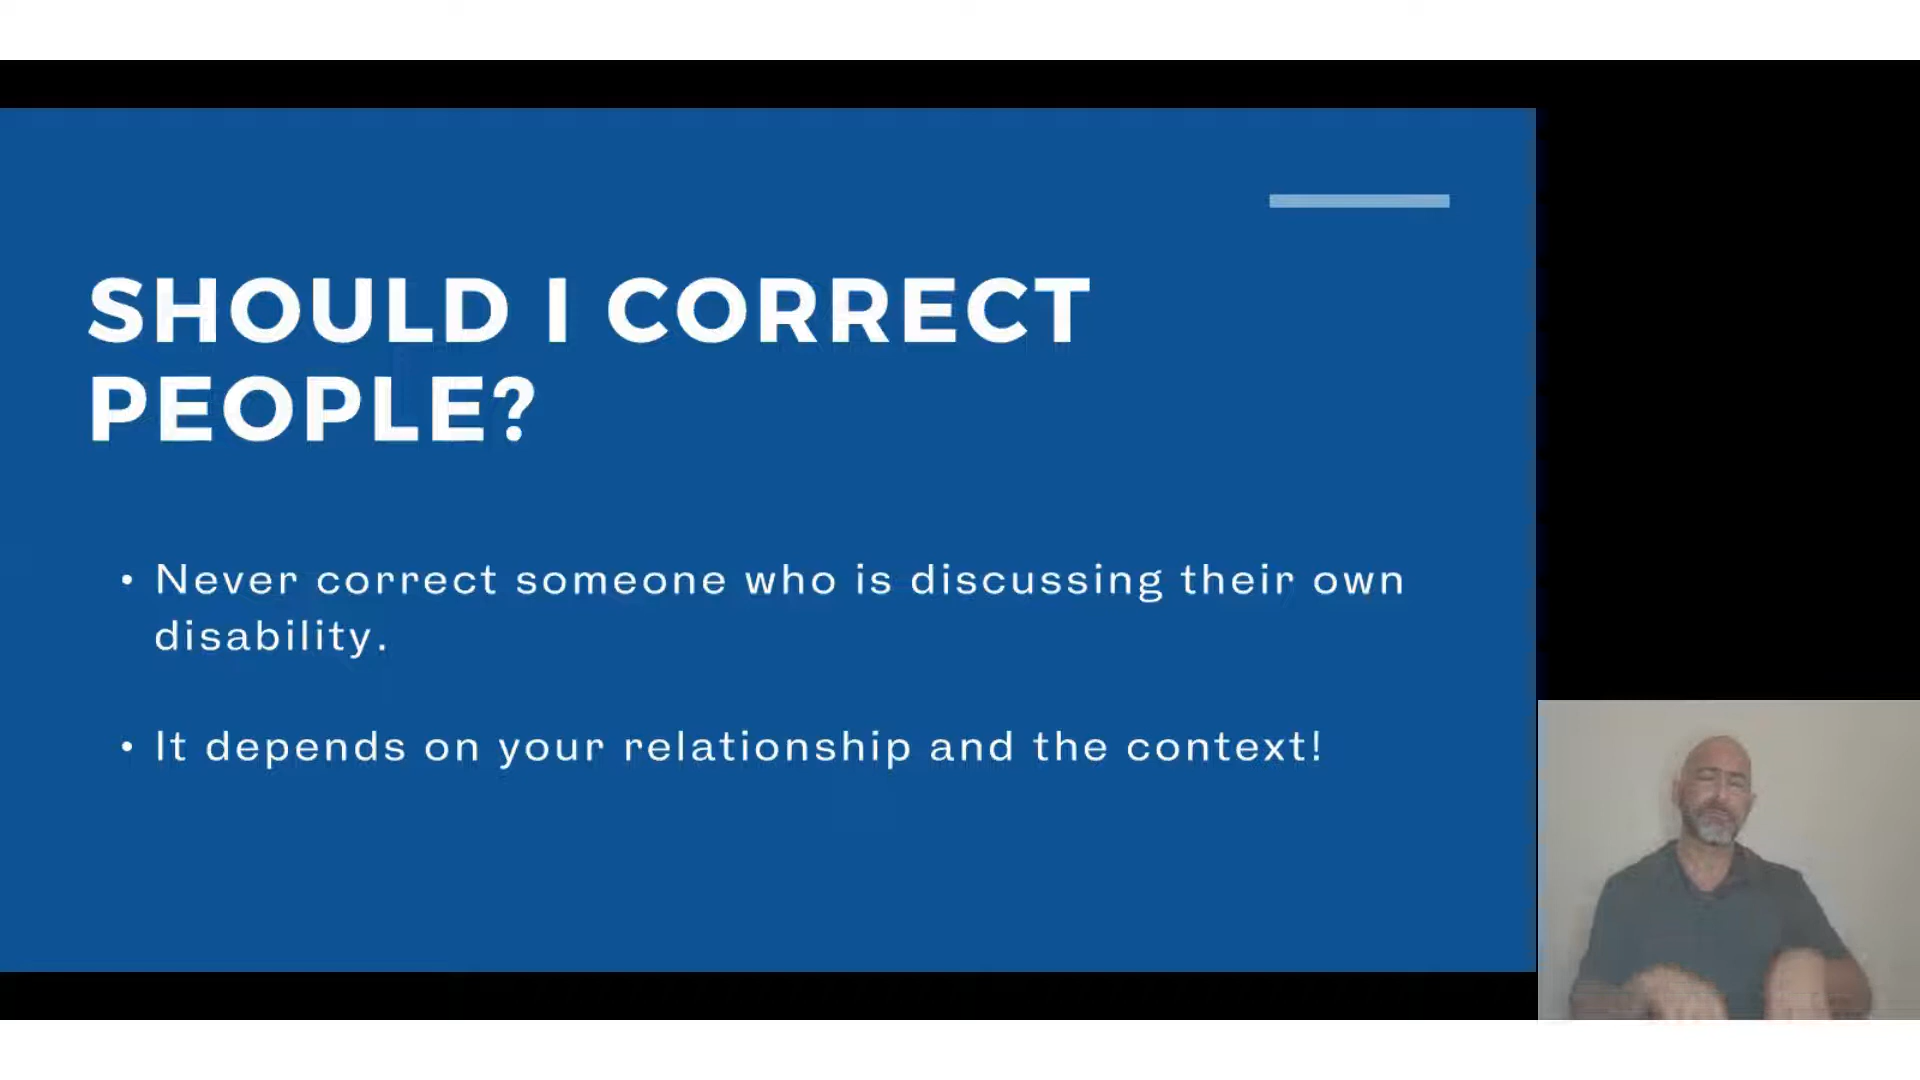 SHOULD I CORRECT
PEOPLE?
• Never correct someone who is discussing their own
disability.
• It depends on your relationship and the context!